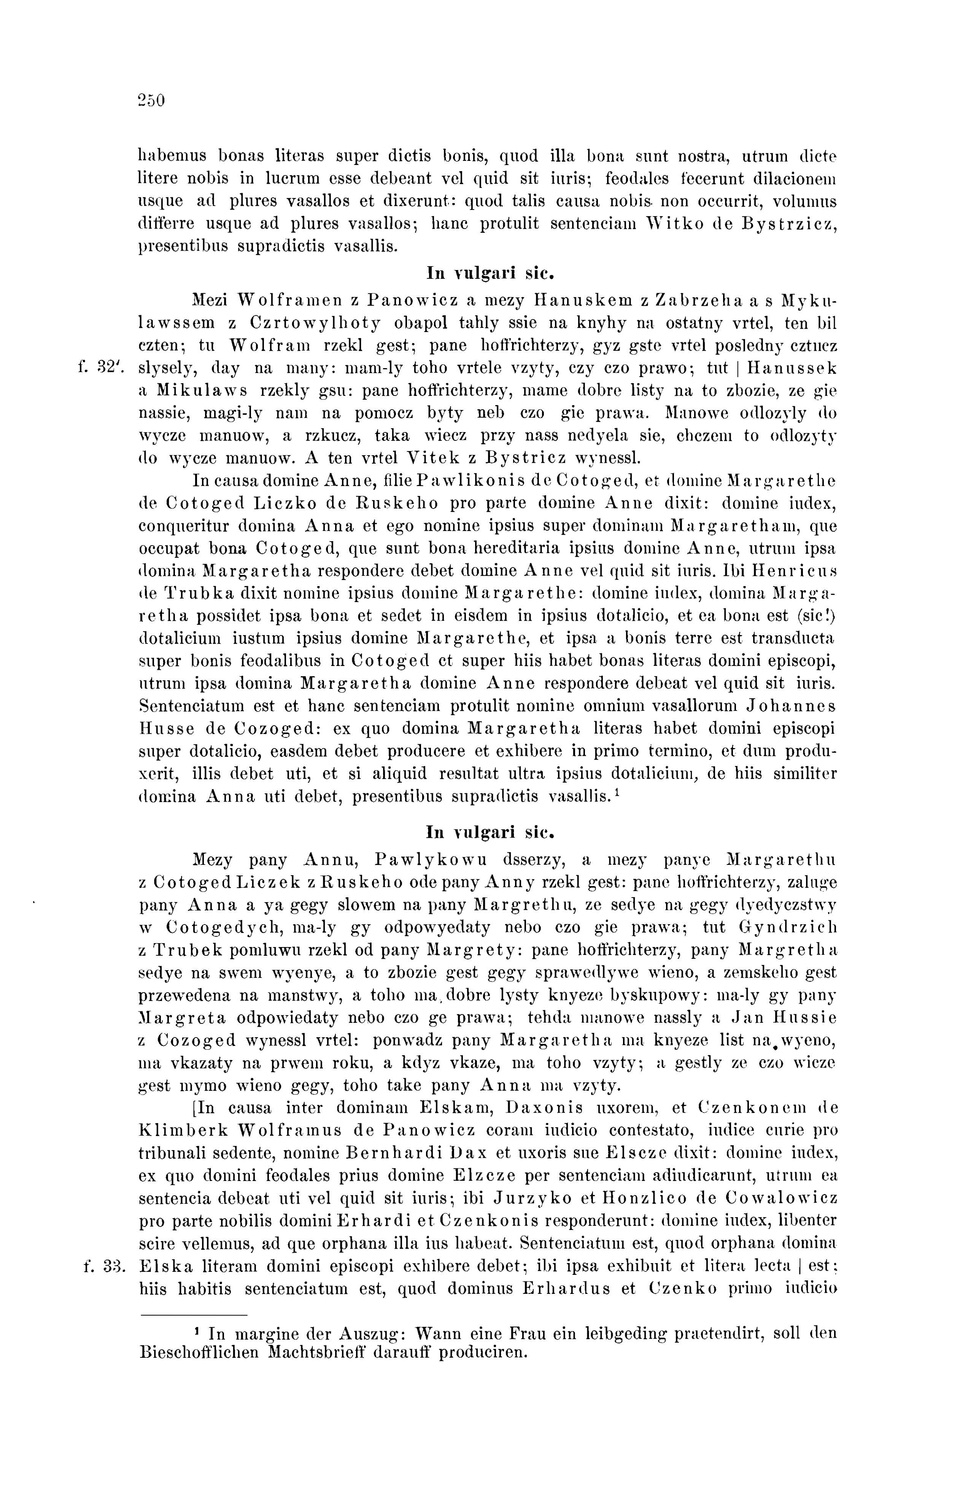 250
habemus bonas literas super dictis bonis, quod illa bona sunt nostra, utrum dicte
litere nobis in lucrum esse debeant vel quid sit iuris; feodales fecerunt dilacionem
usque ad plures vasallos et dixerunt: quod talis causa nobis non occurrit, volumus
differre usque ad plures vasallos; hanc protulit sentenciam Witko de Bystrzicz,
presentibus supradictis vasallis.
In vulgari sic.
Mezi Wolframen z Panowicz a mezy Hanuskem z Zabrzeha a s Myku-
lawssem z Czrtowylhoty obapol tahly ssie na knyhy na ostatny vrtel, ten bil
czten; tu Wolfram rzekl gest; pane hoffrichterzy, gyz gste vrtel posledny cztucz
f. 32'. slysely, day na many: mam-ly toho vrtele vzyty, czy czo prawo; tut | Hanussek
a Mikulaws rzekly gsu: pane hoffrichterzy, mame dobre listy na to zbozie, ze gie
nassie, magi-ly nam na pomocz byty neb czo gie prawa. Manowe odlozyly do
wycze manuow, a rzkucz, taka wiecz przy nass nedyela sie, chczem to odlozyty
do wycze manuow. A ten vrtel Vitek z Bystricz wynessl.
In causa domine Anne, filie Pawlikonis de Cotoged, et domine Margarethe
de Cotoged Liczko de Ruskeho pro parte domine Anne dixit: domine iudex,
conqueritur domina Anna et ego nomine ipsius super dominam Margaretham, que
occupat bona Cotoged, que sunt bona hereditaria ipsius domine Anne, utrum ipsa
domina Margaretha respondere debet domine Anne vel quid sit iuris. Ibi Henricus
de Trubka dixit nomine ipsius domine Margarethe: domine iudex, domina Marga-
retha possidet ipsa bona et sedet in eisdem in ipsius dotalicio, et ea bona est (sic!)
dotalicium iustum ipsius domine Margarethe, et ipsa a bonis terre est transducta
super bonis feodalibus in Cotoged et super hiis habet bonas literas domini episcopi,
utrum ipsa domina Margaretha domine Anne respondere debeat vel quid sit iuris.
Sentenciatum est et hanc sentenciam protulit nomine omnium vasallorum Johannes
Husse de Cozoged: ex quo domina Margaretha literas habet domini episcopi
super dotalicio, easdem debet producere et exhibere in primo termino, et dum produ-
xerit, illis debet uti, et si aliquid resultat ultra ipsius dotalicium, de hiis similiter
domina Anna uti debet, presentibus supradictis vasallis.¹
In vulgari sic.
Mezy pany Annu, Pawlykowu dsserzy, a mezy panye Margarethu
z Cotoged Liczek z Ruskeho ode pany Anny rzekl gest: pane hoffrichterzy, zaluge
pany Anna a ya gegy slowem na pany Margrethu, ze sedye na gegy dyedyczstwy
w Cotogedych, ma-ly gy odpowyedaty nebo czo gie prawa; tut Gyndrzich
z Trubek pomluwu rzekl od pany Margrety: pane hoffrichterzy, pany Margretha
sedye na swem wyenye, a to zbozie gest gegy sprawedlywe wieno, a zemskeho gest
przewedena na manstwy, a toho ma dobre lysty knyeze byskupowy: ma-ly gy pany
Margreta odpowiedaty nebo czo ge prawa; tehda manowe nassly a Jan Hussie
z Cozoged wynessl vrtel: ponwadz pany Margaretha ma knyeze list na wyeno,
ma vkazaty na prwem roku, a kdyz vkaze, ma toho vzyty; a gestly ze czo wicze
gest mymo wieno gegy, toho take pany Anna ma vzyty.
[In causa inter dominam Elskam, Daxonis uxorem, et Czenkonem de
Klimberk Wolframus de Panowicz coram iudicio contestato, iudice curie pro
tribunali sedente, nomine Bernhardi Dax et uxoris sue Elscze dixit: domine iudex,
ex quo domini feodales prius domine Elzcze per sentenciam adiudicarunt, utrum ea
sentencia debeat uti vel quid sit iuris; ibi Jurzyko et Honzlico de Cowalowicz
pro parte nobilis domini Erhardi et Czenkonis responderunt: domine iudex, libenter
scire vellemus, ad que orphana illa ius habeat. Sentenciatum est, quod orphana domina
f. 33. Elska literam domini episcopi exhibere debet; ibi ipsa exhibuit et litera lecta | est;
hiis habitis sentenciatum est, quod dominus Erhardus et Czenko primo iudicio
¹ In margine der Auszug: Wann eine Frau ein leibgeding praetendirt, soll den
Bieschofflichen Machtsbrieff darauff produciren.